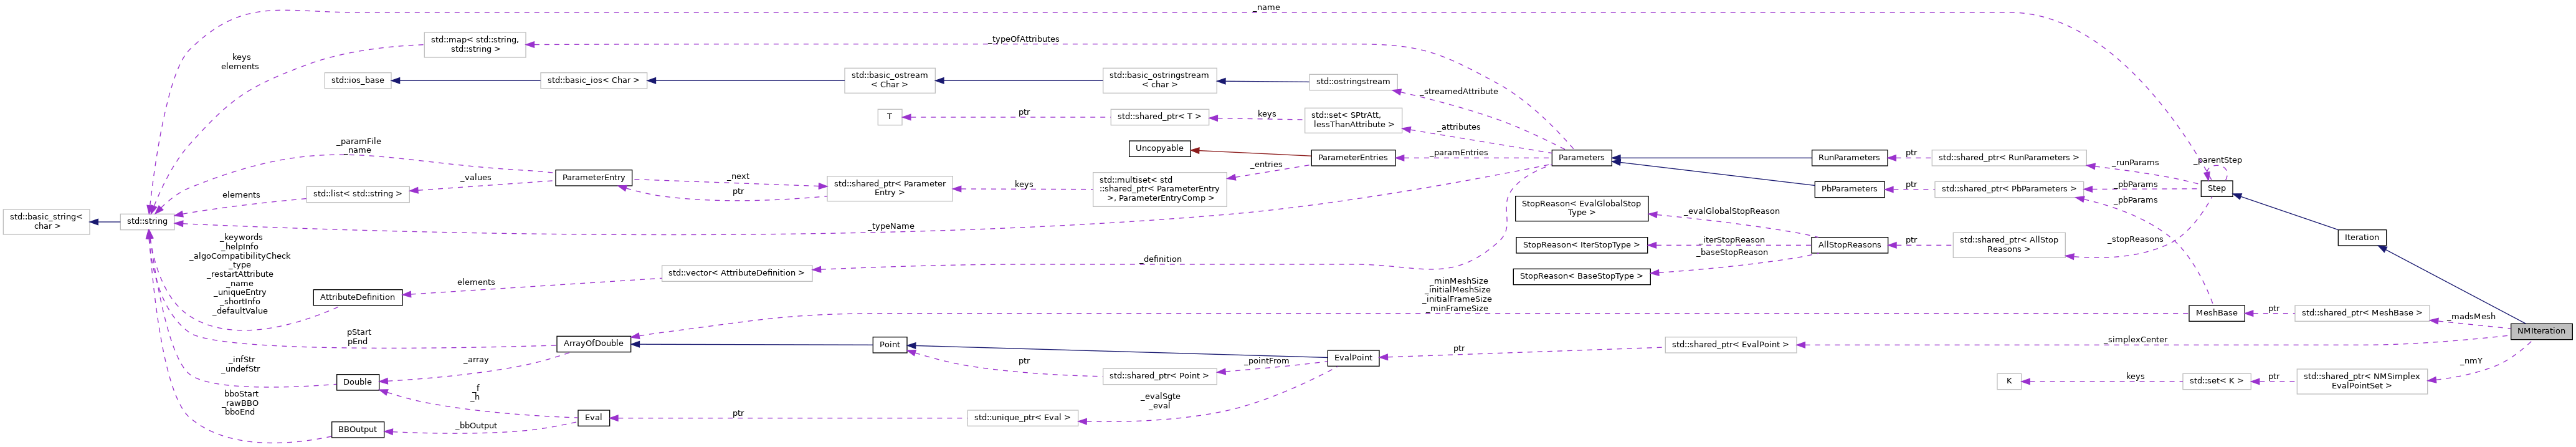 _name
std::map< std::string,
std::string >
_typeOfAttributes
keys
elements
std::ios_base
std::basic_ios< Char >
std::basic_ostream
< Char >
std::basic_ostringstream
< char >
std::ostringstream
_streamedAttribute
T
ptr
std::shared_ptr< T >
keys
std::set< SPtrAtt,
lessThanAttribute >
_attributes
_paramFile
_name
Uncopyable
ParameterEntries
_paramEntries
Parameters
RunParameters
ptr
std::shared_ptr< RunParameters >
_runParams
_parentStep
_entries
ParameterEntry
_values
_next
ptr
std::shared_ptr< Parameter
Entry >
keys
std::multiset< std
::shared_ptr< ParameterEntry
>, ParameterEntryComp >
PbParameters
ptr
std::shared_ptr< PbParameters >
_pbParams
_pbParams
Step
elements
std::list< std::string >
std::basic_string<
char >
std::string
_typeName
StopReason< EvalGlobalStop
Type >
_evalGlobalStopReason
StopReason< IterStopType >
_iterStopReason
_baseStopReason
StopReason< BaseStopType >
AllStopReasons
ptr
std::shared_ptr< AllStop
Reasons >
_stopReasons
Iteration
_keywords
_helpInfo
_algoCompatibilityCheck
_type
_restartAttribute
_name
_uniqueEntry
_shortInfo
_defaultValue
AttributeDefinition
elements
std::vector< AttributeDefinition >
_definition
_minMeshSize
_initialMeshSize
_initialFrameSize
_minFrameSize
MeshBase
ptr
std::shared_ptr< MeshBase >
_madsMesh
NMIteration
pStart
pEnd
ArrayOfDouble
Point
EvalPoint
ptr
std::shared_ptr< EvalPoint >
_simplexCenter
_infStr
_undefStr
Double
_array
ptr
std::shared_ptr< Point >
_pointFrom
K
keys
std::set< K >
ptr
std::shared_ptr< NMSimplex
EvalPointSet >
_nmY
bboStart
_rawBBO
bboEnd
BBOutput
_f
_h
_bbOutput
Eval
ptr
std::unique_ptr< Eval >
_evalSgte
_eval